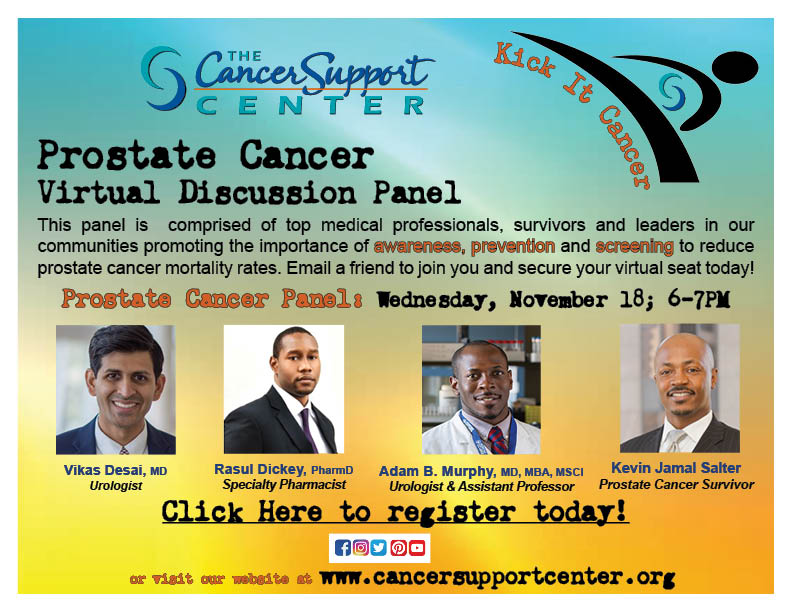 THE
Cancer Support
CENTER
Kick It Cancer
Prostate Cancer
Virtual Discussion Panel
This panel is comprised of top medical professionals, survivors and leaders in our
communities promoting the importance of awareness, prevention and screening to reduce
prostate cancer mortality rates. Email a friend to join you and secure your virtual seat today!
Prostate Cancer Panel: Wednesday, November 18; 6-7PM
Vikas Desai, MD
Urologist
Rasul Dickey, PharmD
Specialty Pharmacist
Adam B. Murphy, MD, MBA, MSCI
Urologist & Assistant Professor
Kevin Jamal Salter
Prostate Cancer Survivor
Click Here to register today!
or visit our website at www.cancersupportcenter.org